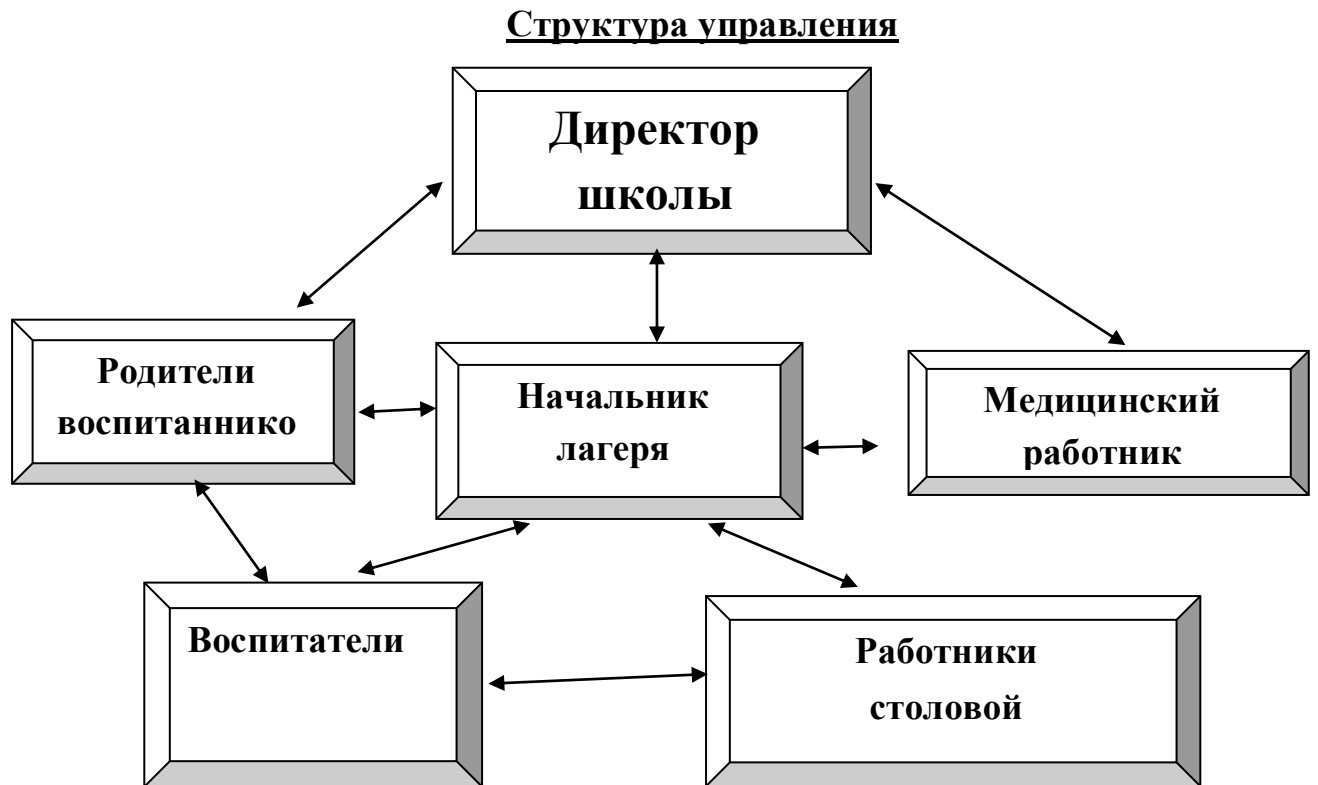 Структура управления
Директор
школы
Родители
воспитаннико
Начальник
лагеря
Медицинский
работник
Воспитатели
Работники
столовой